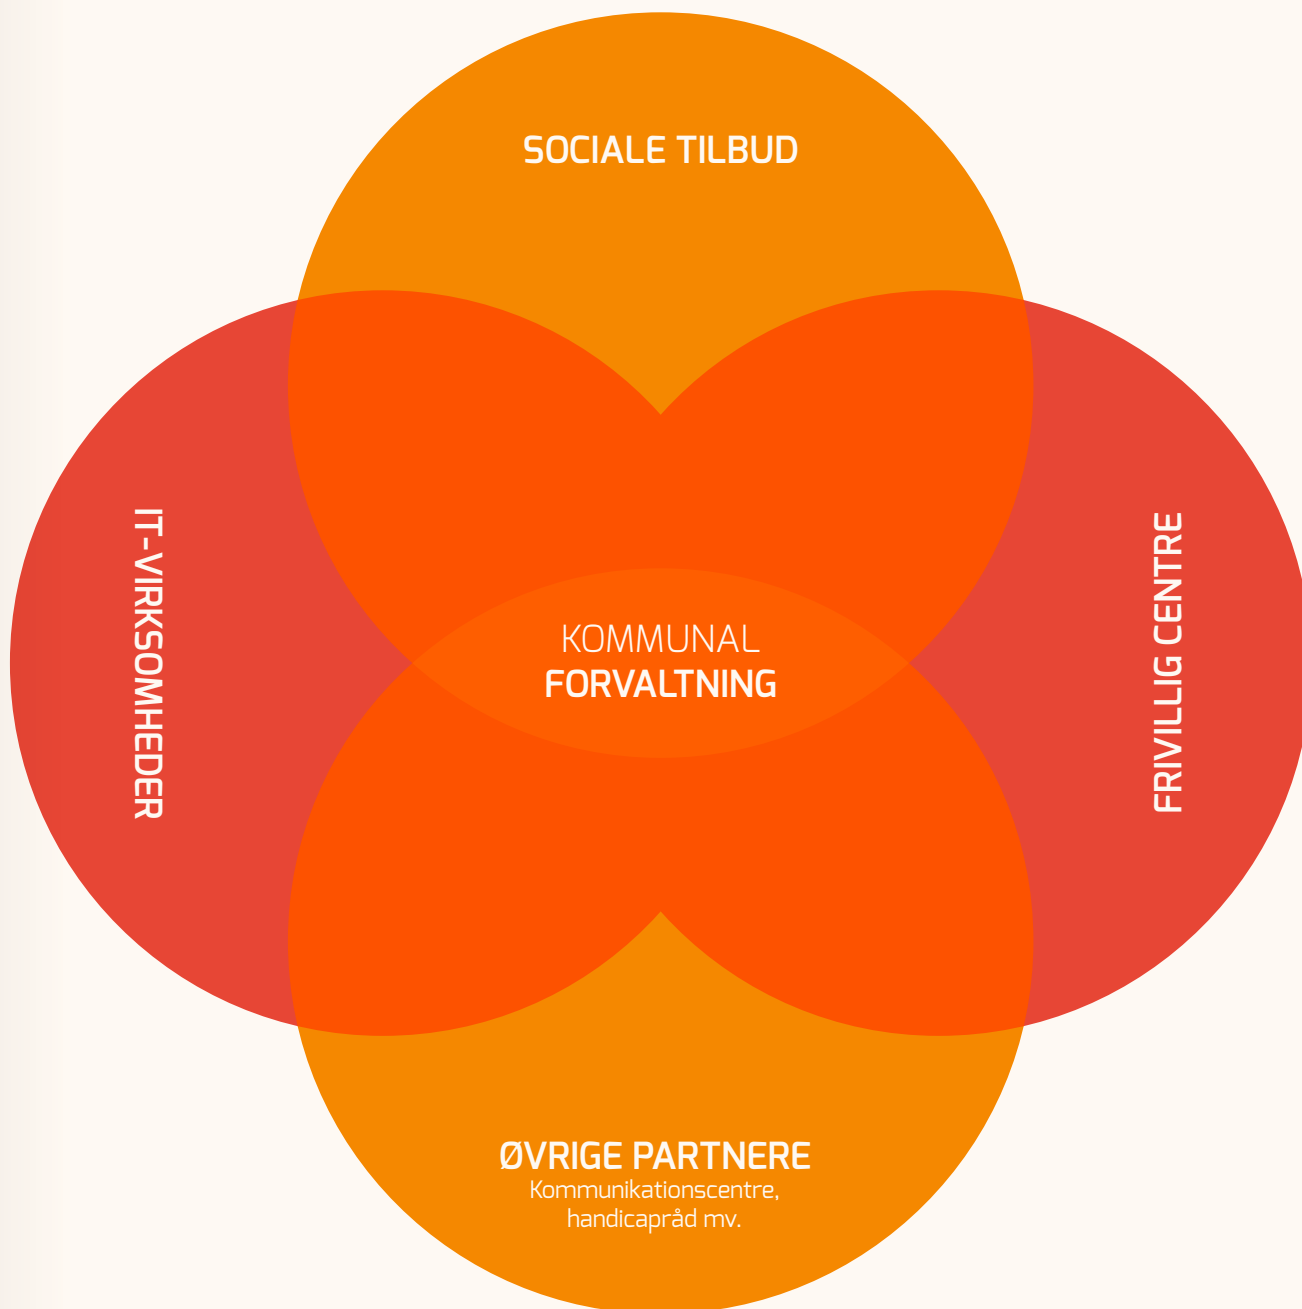 SOCIALE TILBUD
IT-VIRKSOMHEDER
FRIVILLIG CENTRE
KOMMUNAL
FORVALTNING
ØVRIGE PARTNERE
Kommunikationscentre,
handicapråd mv.